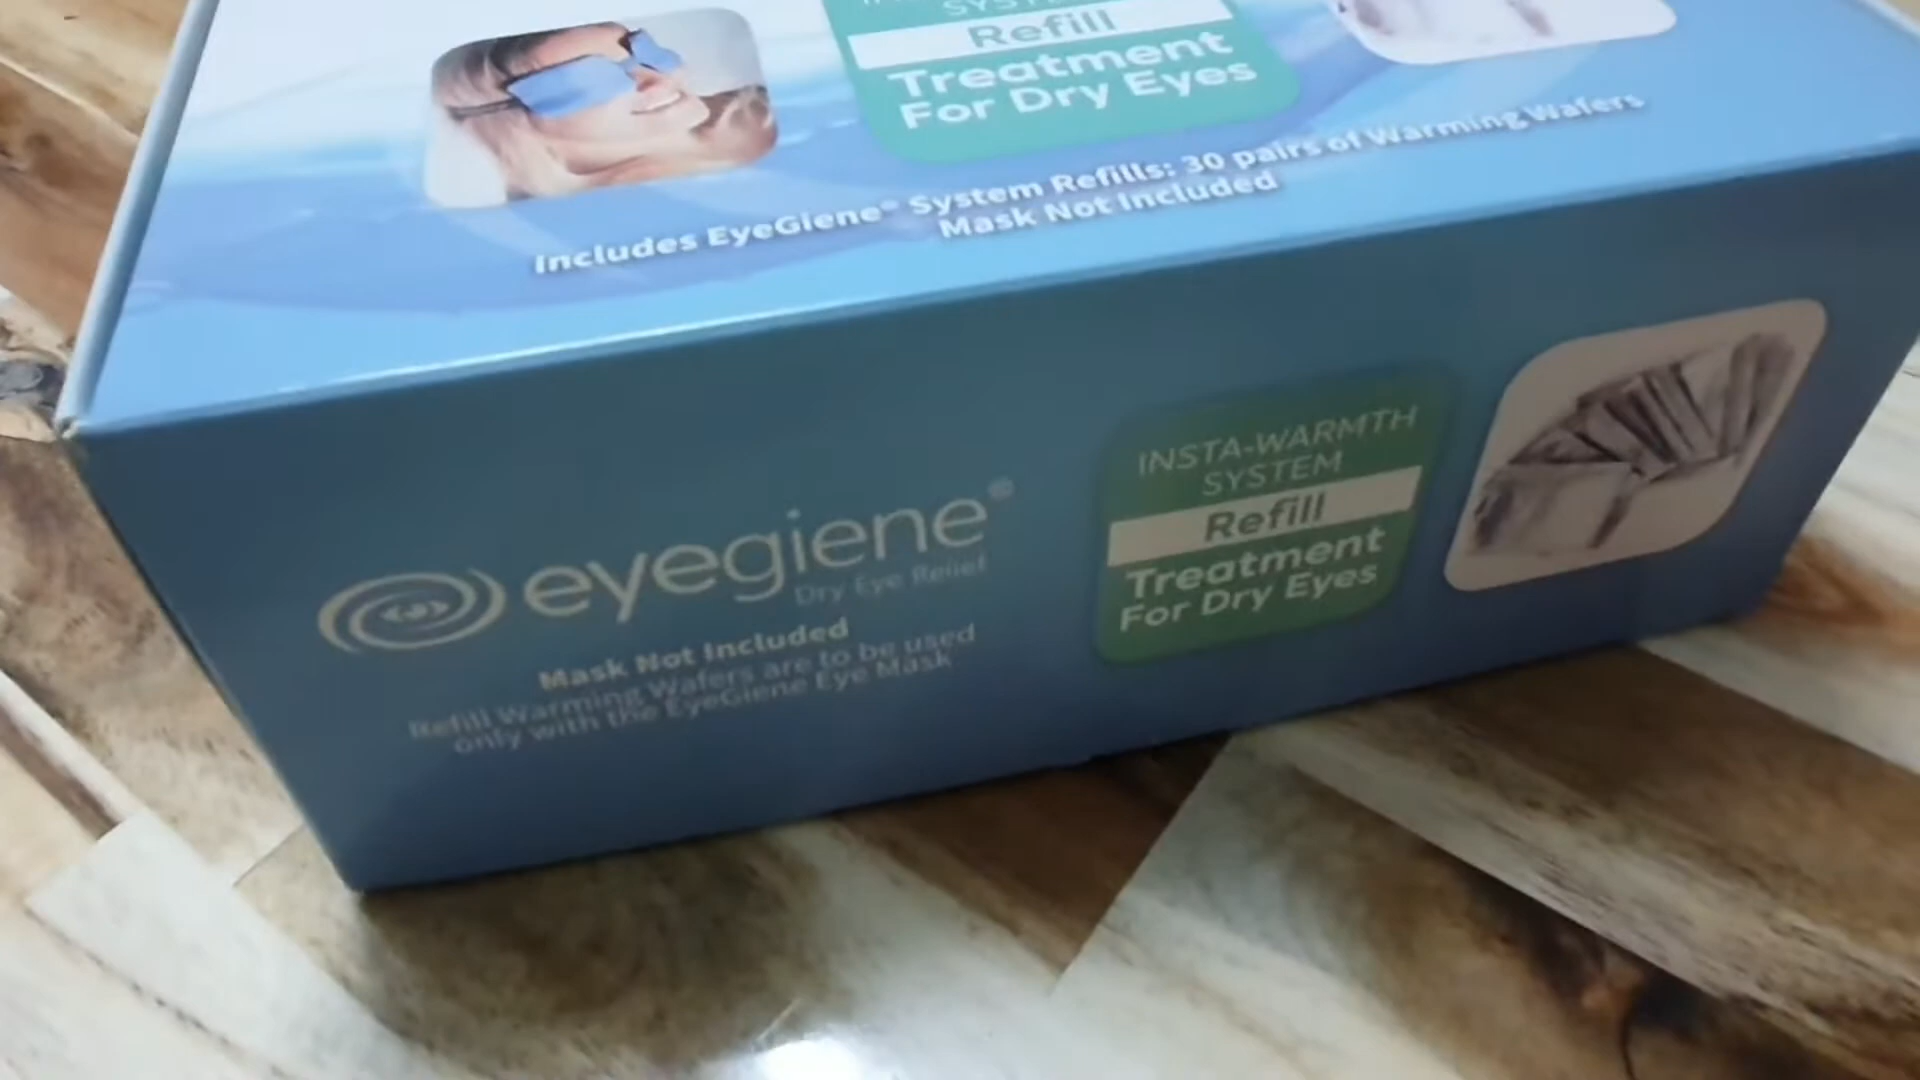 SYSTEM
Refill
Treatment
For Dry Eyes
Includes EyeGiene® System Refills: 30 pairs of Warming Wafers
Mask Not Included
eyegiene®
Dry Eye Relief
Mask Not Included
Refill Warming Wafers are to be used
only with the EyeGiene Eye Mask
INSTA-WARMTH
SYSTEM
Refill
Treatment
For Dry Eyes